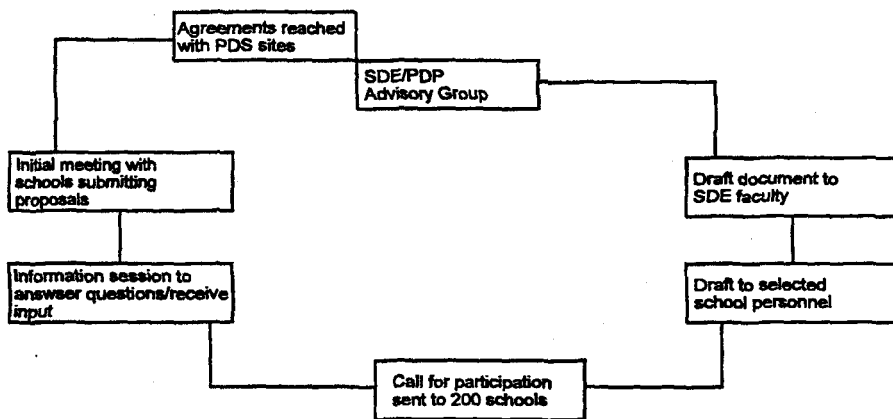 Agreements reached
with PDS sites
SDE/PDP
Advisory Group
Initial meeting with
schools submitting
proposals
Draft document to
SDE faculty
Information session to
answser questions/receive
input
Draft to selected
school personnel
Call for participation
sent to 200 schools